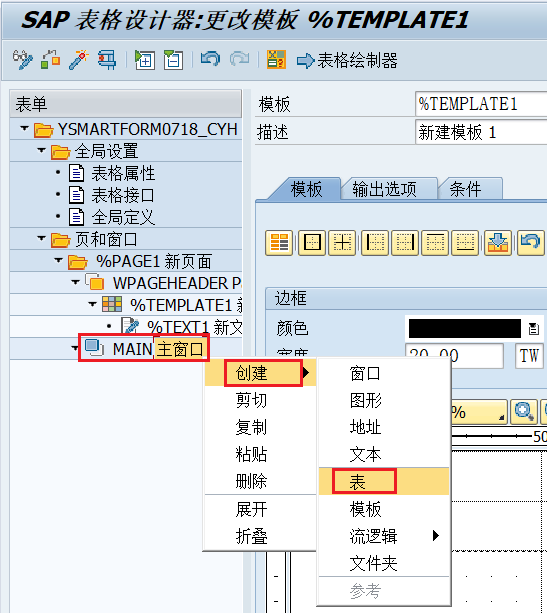 SAP 表格设计器:更改模板 %TEMPLATE1
表格绘制器
表单
YSMARTFORM0718_CYH
全局设置
表格属性
表格接口
全局定义
页和窗口
%PAGE1 新页面
WPAGEHEADER P
%TEMPLATE1 新
%TEXT1 新文
MAIN 主窗口
模板 %TEMPLATE1
描述 新建模板 1
模板 输出选项 条件
边框
颜色
宽度 20.00 TW
%
50
创建
剪切
复制
粘贴
删除
展开
折叠
窗口
图形
地址
文本
表
模板
流逻辑
文件夹
参考